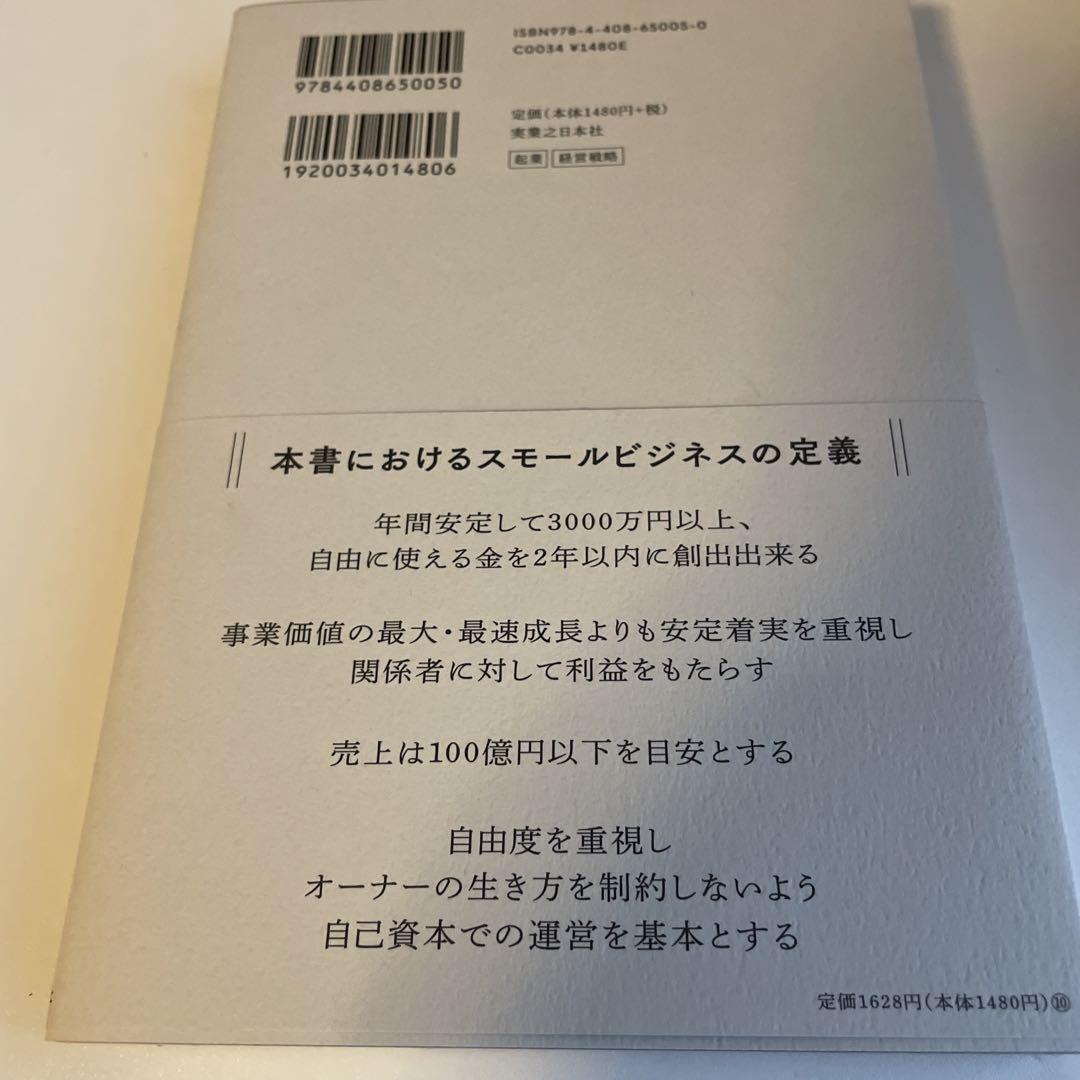 ISBN978-4-408-65005-0
C0034 ¥1480E
9784408650050
定価(本体1480円+税)
実業之日本社
1920034014806
起業 経営戦略
本書におけるスモールビジネスの定義
年間安定して3000万円以上、
自由に使える金を2年以内に創出出来る
事業価値の最大・最速成長よりも安定着実を重視し
関係者に対して利益をもたらす
売上は100億円以下を目安とする
自由度を重視し
オーナーの生き方を制約しないよう
自己資本での運営を基本とする
定価1628円(本体1480円)⑩